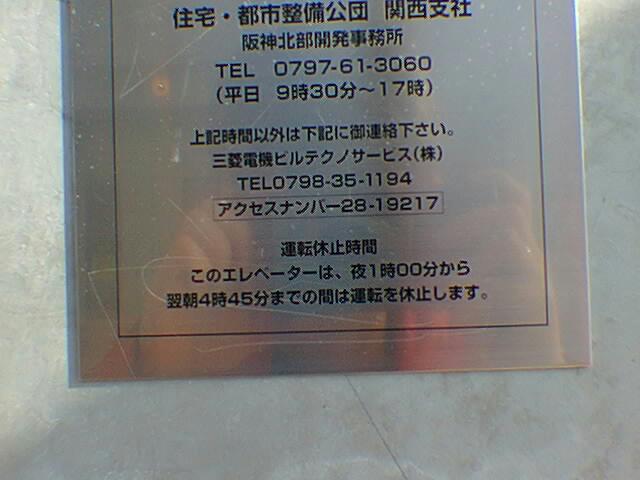 住宅・都市整備公団 関西支社
阪神北部開発事務所
TEL 0797-61-3060
(平日 9時30分〜17時)
上記時間以外は下記に御連絡下さい。
三菱電機ビルテクノサービス(株)
TEL0798-35-1194
アクセスナンバー28-19217
運転休止時間
このエレベーターは、夜1時00分から
翌朝4時45分までの間は運転を休止します。